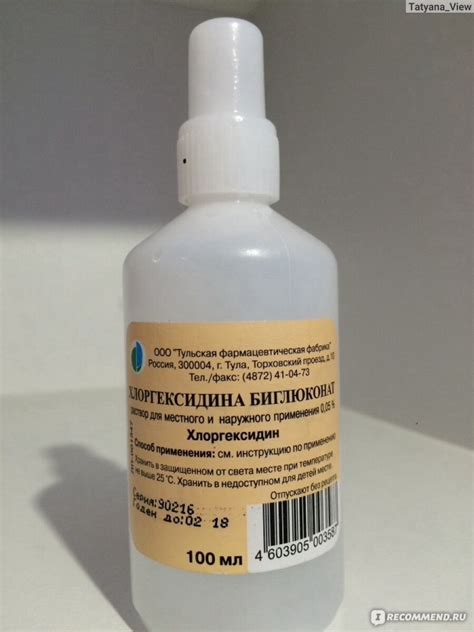 Tatyana_View
ООО "Тульская фармацевтическая фабрика"
Россия, 300004, г. Тула, Торховский проезд, д.10
Тел./факс: (4872) 41-04-73
ХЛОРГЕКСИДИНА БИГЛЮКОНАТ
раствор для местного и наружного применения 0,05 %
Хлоргексидин
Способ применения: см. инструкцию по применению
Хранить в защищенном от света месте при температуре
не выше 25 °С. Хранить в недоступном для детей месте.
Отпускают без рецепта
Серия: 90216
Годен до: 02 18
100 мл
4 603905 00358
IRECOMMEND.RU